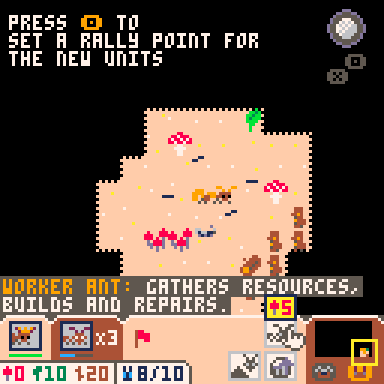 PRESS TO
SET A RALLY POINT FOR
THE NEW UNITS
WORKER ANT: GATHERS RESOURCES,
BUILDS AND REPAIRS.
+5
x3
0 10 20 8/10